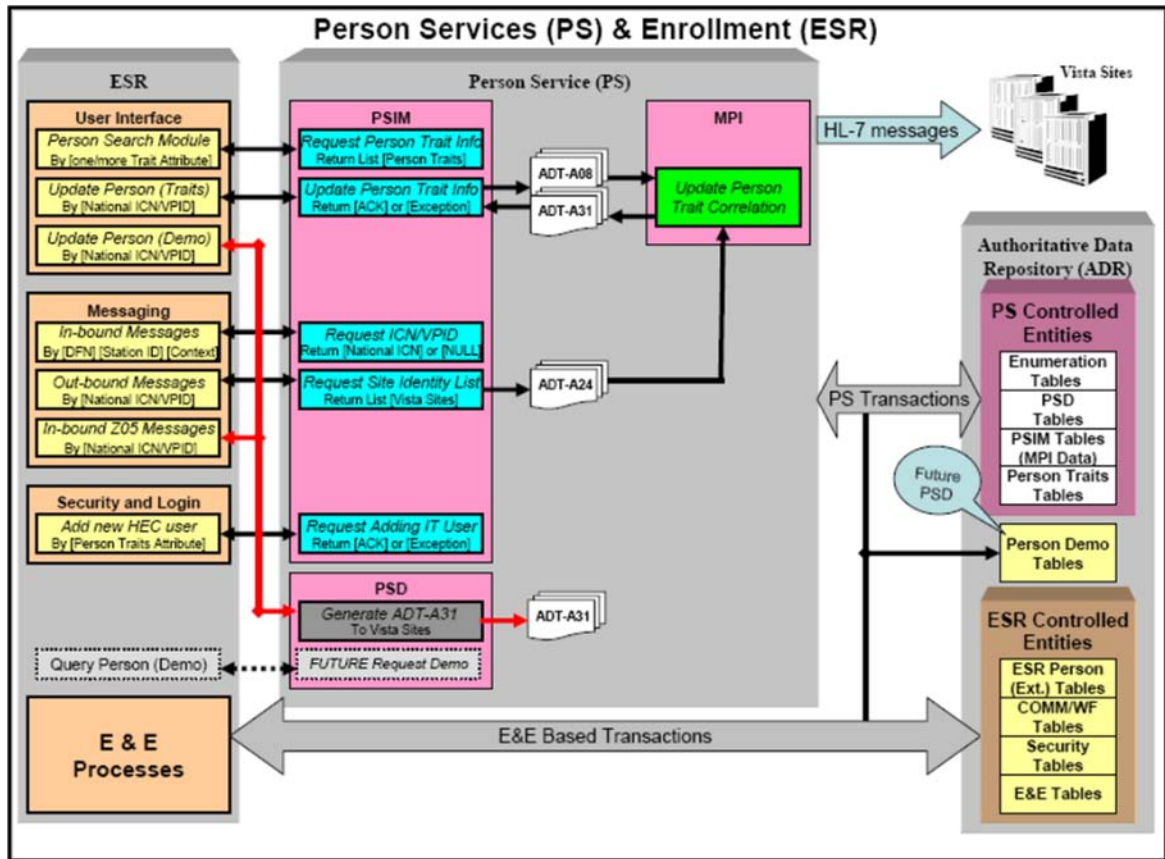 Person Services (PS) & Enrollment (ESR)
ESR
User Interface
Person Search Module
By [one/more Trait Attribute]
Update Person (Traits)
By [National ICN/VPID]
Update Person (Demo)
By [National ICN/VPID]
Messaging
In-bound Messages
By [DFN] [Station ID] [Context]
Out-bound Messages
By [National ICN/VPID]
In-bound Z05 Messages
By [National ICN/VPID]
Security and Login
Add new HEC user
By [Person Traits Attribute]
Query Person (Demo)
E & E
Processes
Person Service (PS)
PSIM
Request Person Trait Info
Return List [Person Traits]
Update Person Trait Info
Return [ACK] or [Exception]
Request ICN/VPID
Return [National ICN] or [NULL]
Request Site Identity List
Return List [Vista Sites]
Request Adding IT User
Return [ACK] or [Exception]
PSD
Generate ADT-A31
To Vista Sites
FUTURE Request Demo
ADT-A08
ADT-A31
ADT-A24
ADT-A31
MPI
Update Person
Trait Correlation
HL-7 messages
Vista Sites
PS Transactions
E&E Based Transactions
Authoritative Data
Repository (ADR)
PS Controlled
Entities
Enumeration
Tables
PSD
Tables
PSIM Tables
(MPI Data)
Person Traits
Tables
Future
PSD
Person Demo
Tables
ESR Controlled
Entities
ESR Person
(Ext.) Tables
COMM/WF
Tables
Security
Tables
E&E Tables